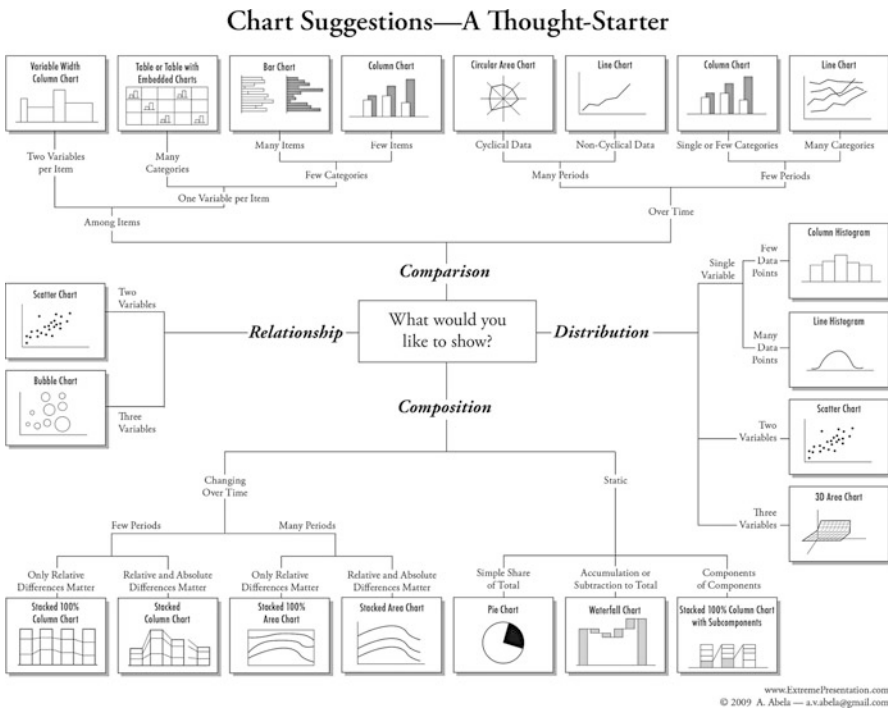 Chart Suggestions—A Thought-Starter
Variable Width
Column Chart
Table or Table with
Embedded Charts
Bar Chart
Column Chart
Circular Area Chart
Line Chart
Column Chart
Line Chart
Two Variables
per Item
Many
Categories
Many Items
Few Items
Cyclical Data
Non-Cyclical Data
Single or Few Categories
Many Categories
Few Categories
Many Periods
Few Periods
One Variable per Item
Among Items
Over Time
Comparison
What would you
like to show?
Relationship
Two
Variables
Scatter Chart
Three
Variables
Bubble Chart
Distribution
Single
Variable
Few
Data
Points
Column Histogram
Many
Data
Points
Line Histogram
Two
Variables
Scatter Chart
Three
Variables
3D Area Chart
Composition
Changing
Over Time
Static
Few Periods
Many Periods
Only Relative
Differences Matter
Relative and Absolute
Differences Matter
Only Relative
Differences Matter
Relative and Absolute
Differences Matter
Simple Share
of Total
Accumulation or
Subtraction to Total
Components
of Components
Stacked 100%
Column Chart
Stacked
Column Chart
Stacked 100%
Area Chart
Stacked Area Chart
Pie Chart
Waterfall Chart
Stacked 100% Column Chart
with Subcomponents
www.ExtremePresentation.com
© 2009 A. Abela — a.v.abela@gmail.com